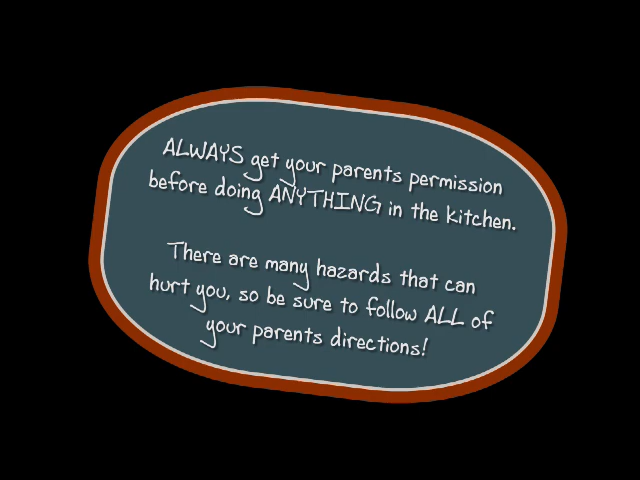 ALWAYS get your parents permission
before doing ANYTHING in the kitchen.
There are many hazards that can
hurt you, so be sure to follow ALL of
your parents directions!